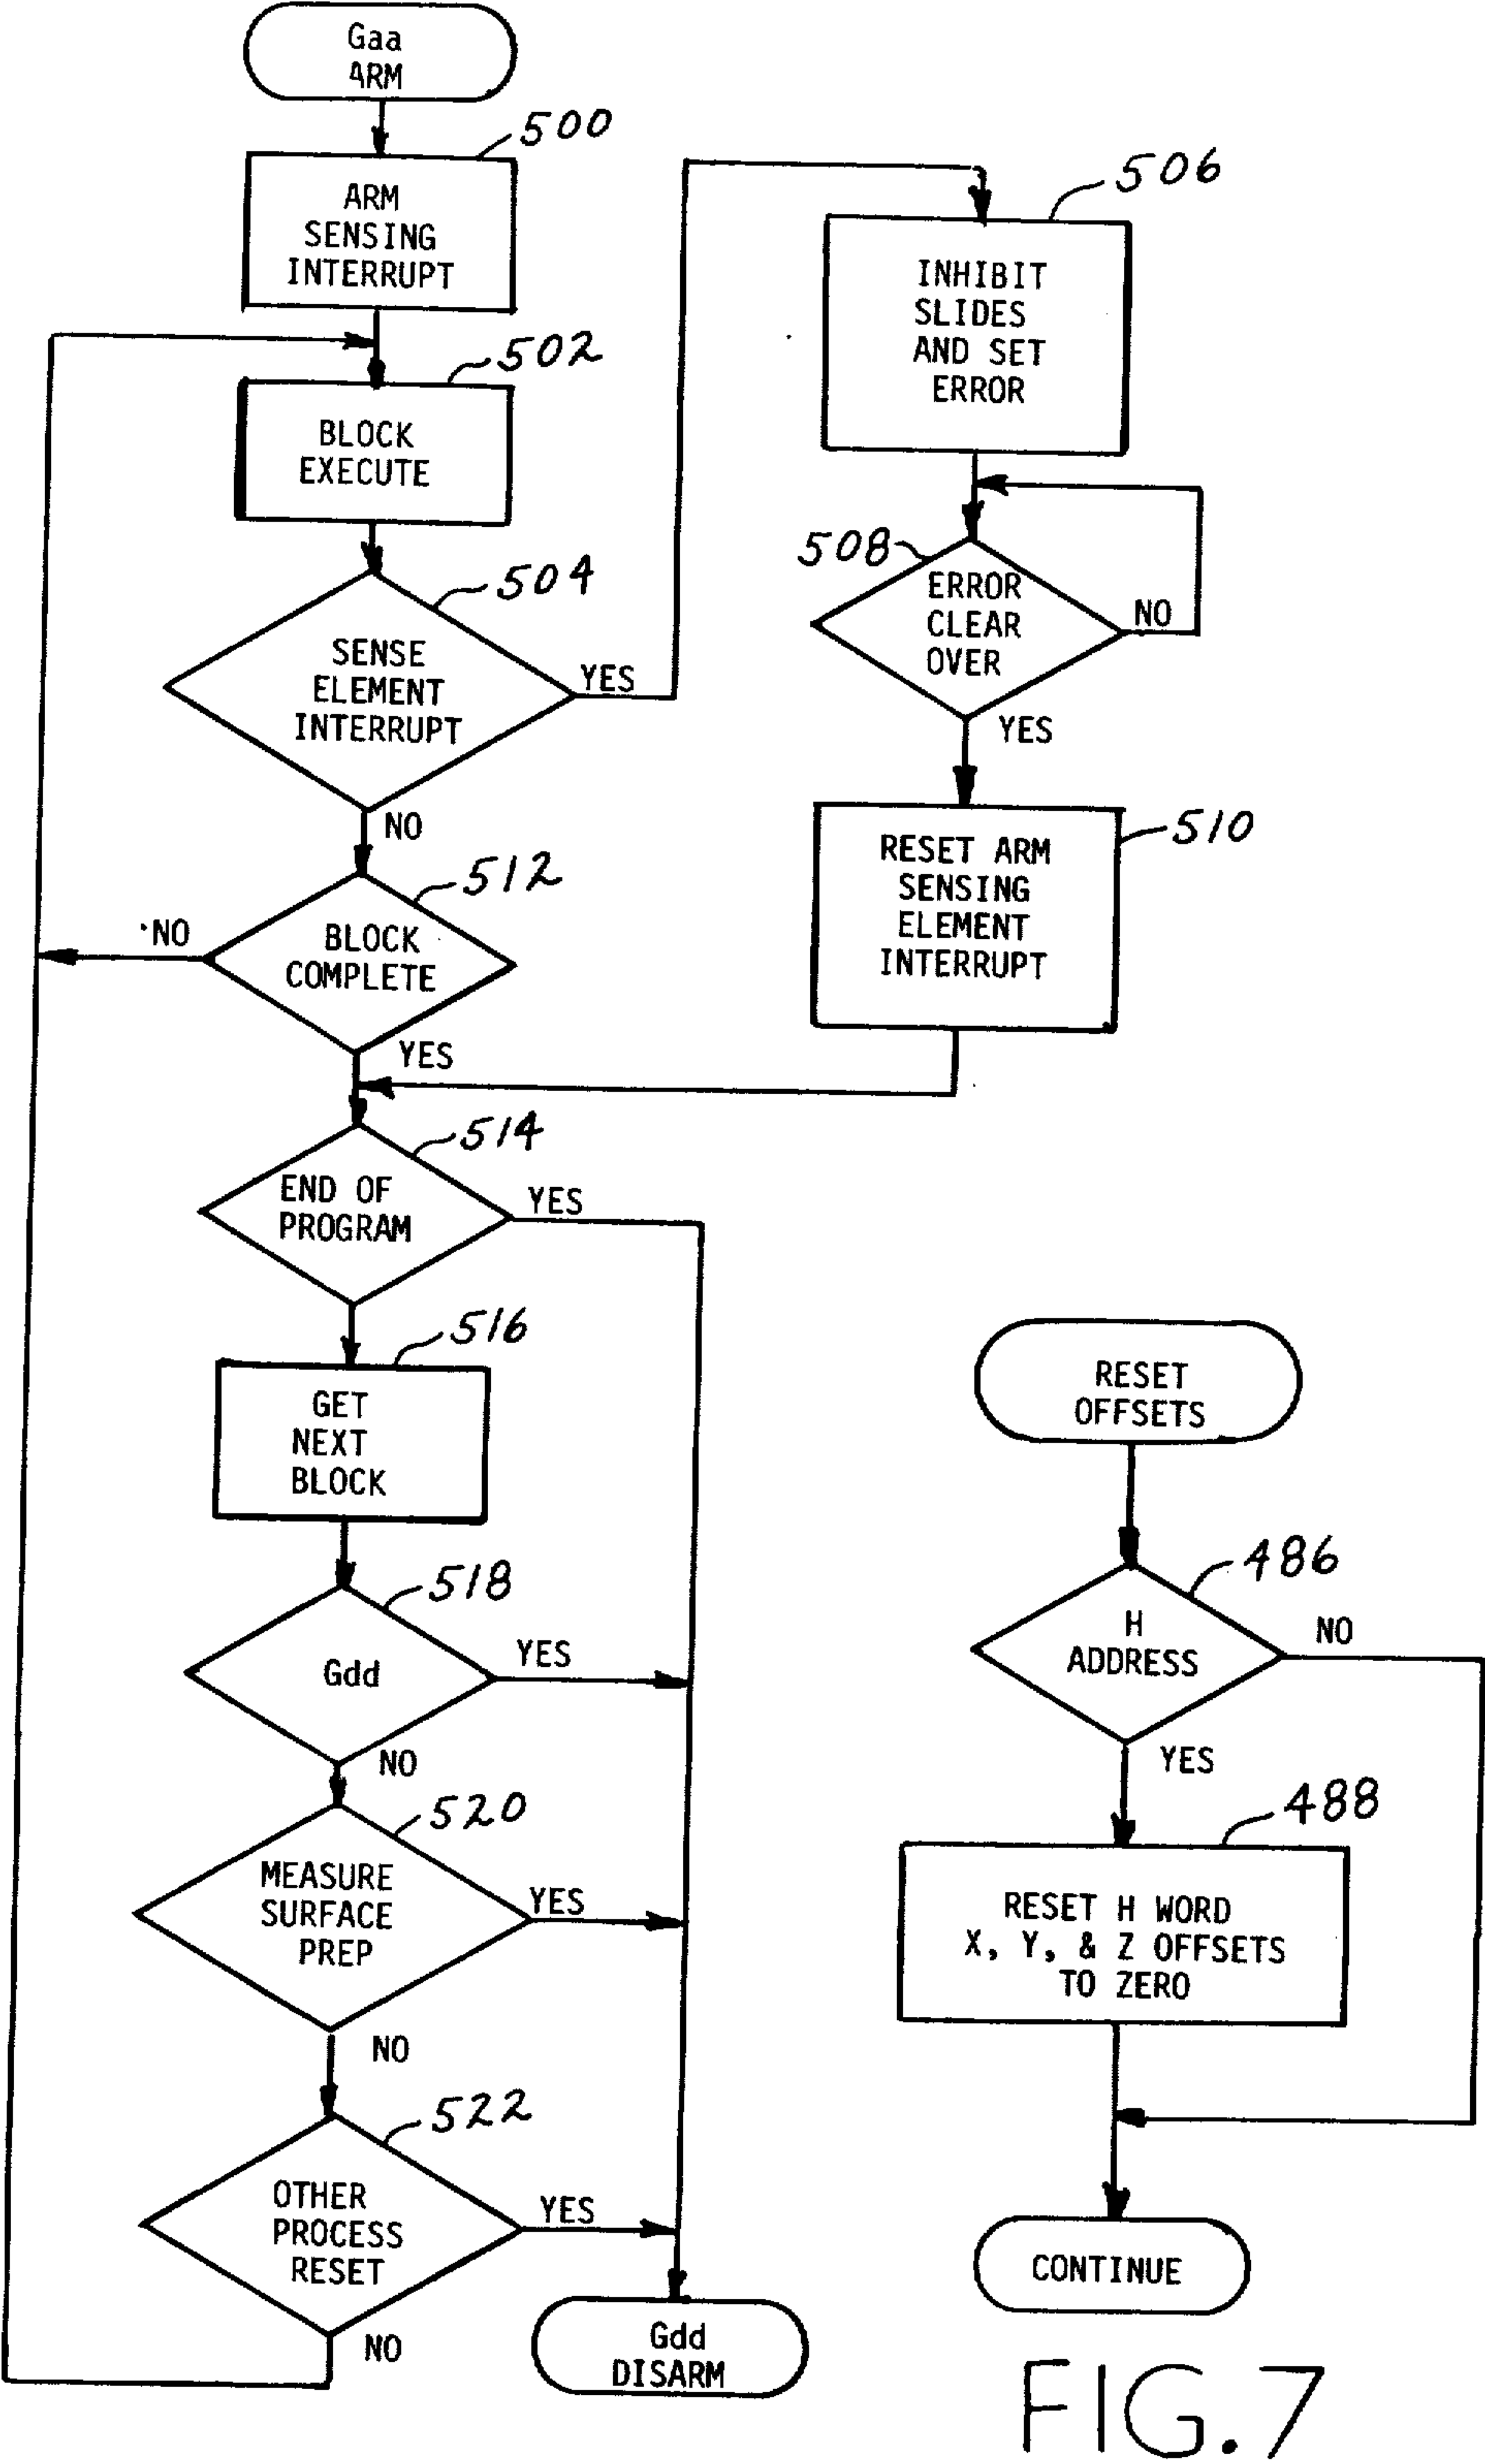 Gaa
ARM
500
ARM
SENSING
INTERRUPT
502
BLOCK
EXECUTE
504
SENSE
ELEMENT
INTERRUPT
YES
NO
506
INHIBIT
SLIDES
AND SET
ERROR
508
ERROR
CLEAR
OVER
NO
YES
510
RESET ARM
SENSING
ELEMENT
INTERRUPT
512
NO
BLOCK
COMPLETE
YES
514
END OF
PROGRAM
YES
516
GET
NEXT
BLOCK
518
Gdd
YES
NO
520
MEASURE
SURFACE
PREP
YES
NO
522
OTHER
PROCESS
RESET
YES
NO
Gdd
DISARM
RESET
OFFSETS
486
H
ADDRESS
NO
YES
488
RESET H WORD
X, Y, & Z OFFSETS
TO ZERO
CONTINUE
FIG. 7